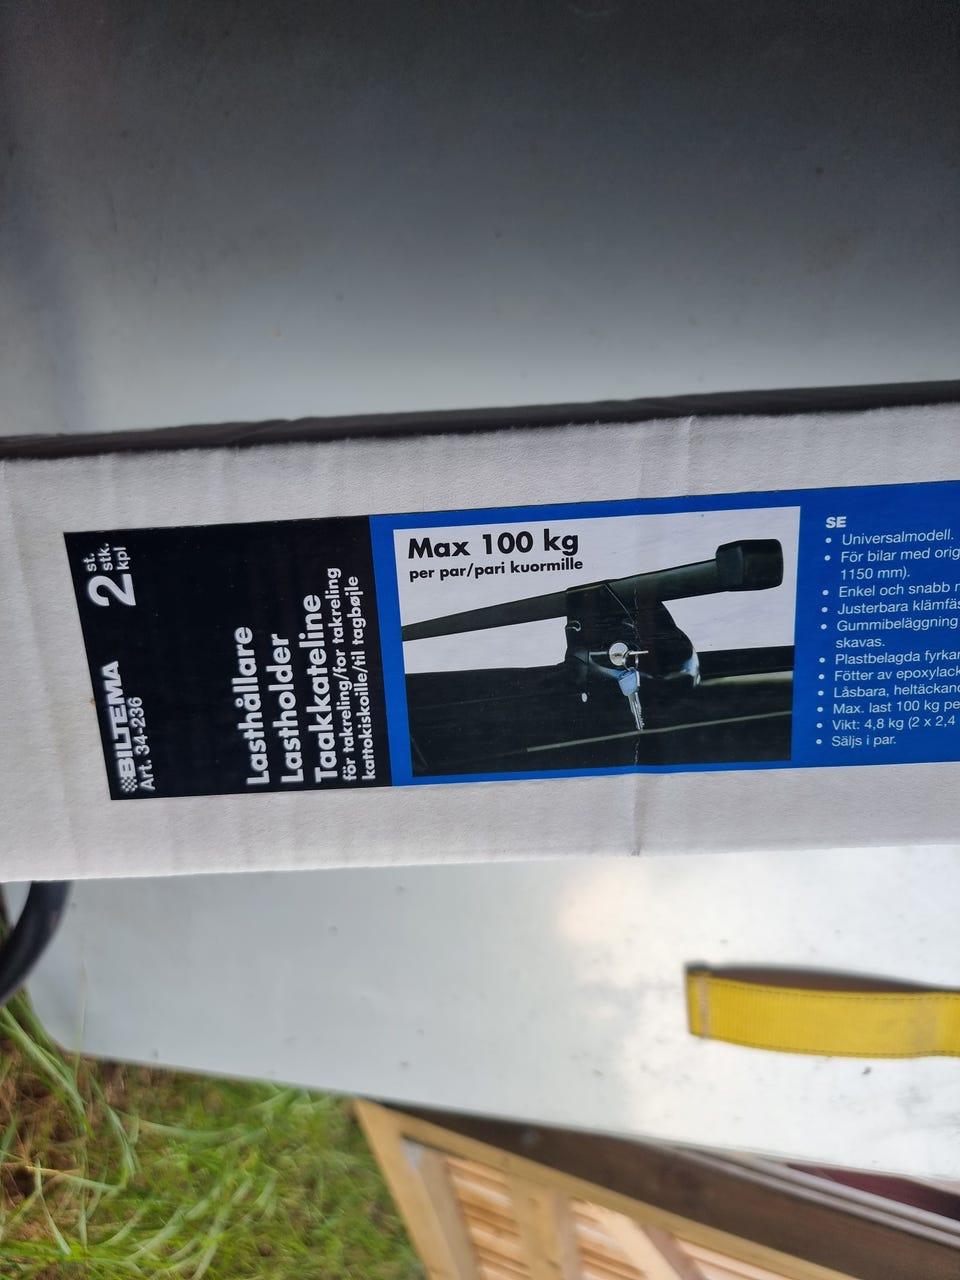 2 st.
stk.
kpl
BILTEMA
Art. 34-236
Lasthållare
Lastholder
Taakkateline
för takreling/for takreling
kattokiskoille/til tagbøjle
Max 100 kg
per par/pari kuormille
SE
• Universalmodell.
• För bilar med orig
1150 mm).
• Enkel och snabb
• Justerbara klämfäs
• Gummibeläggning
skavas.
• Plastbelagda fyrkan
• Fötter av epoxylack
• Låsbara, heltäckand
• Max. last 100 kg pe
• Vikt: 4,8 kg (2 x 2,4
• Säljs i par.